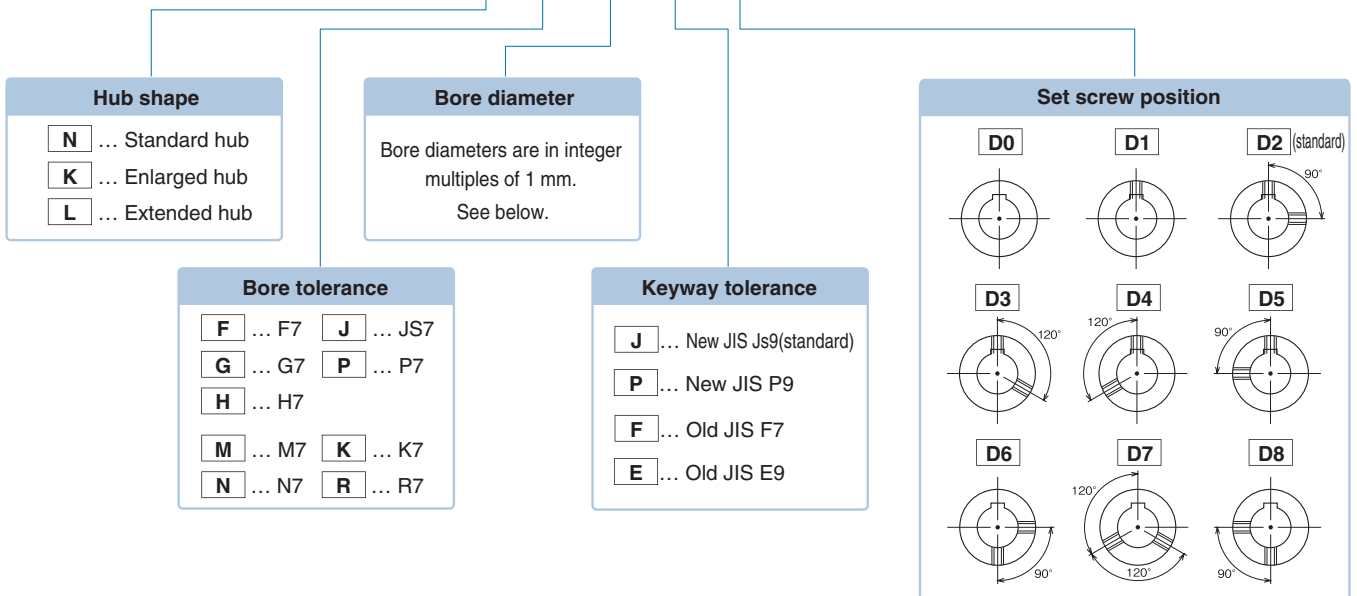 Hub shape
N … Standard hub
K … Enlarged hub
L … Extended hub
Bore diameter
Bore diameters are in integer
multiples of 1 mm.
See below.
Bore tolerance
F … F7 J … JS7
G … G7 P … P7
H … H7
M … M7 K … K7
N … N7 R … R7
Keyway tolerance
J … New JIS Js9(standard)
P … New JIS P9
F … Old JIS F7
E … Old JIS E9
Set screw position
D0 D1 D2 (standard)
90°
D3 D4 D5
120° 120° 90°
D6 D7 D8
120°
90° 120° 90°